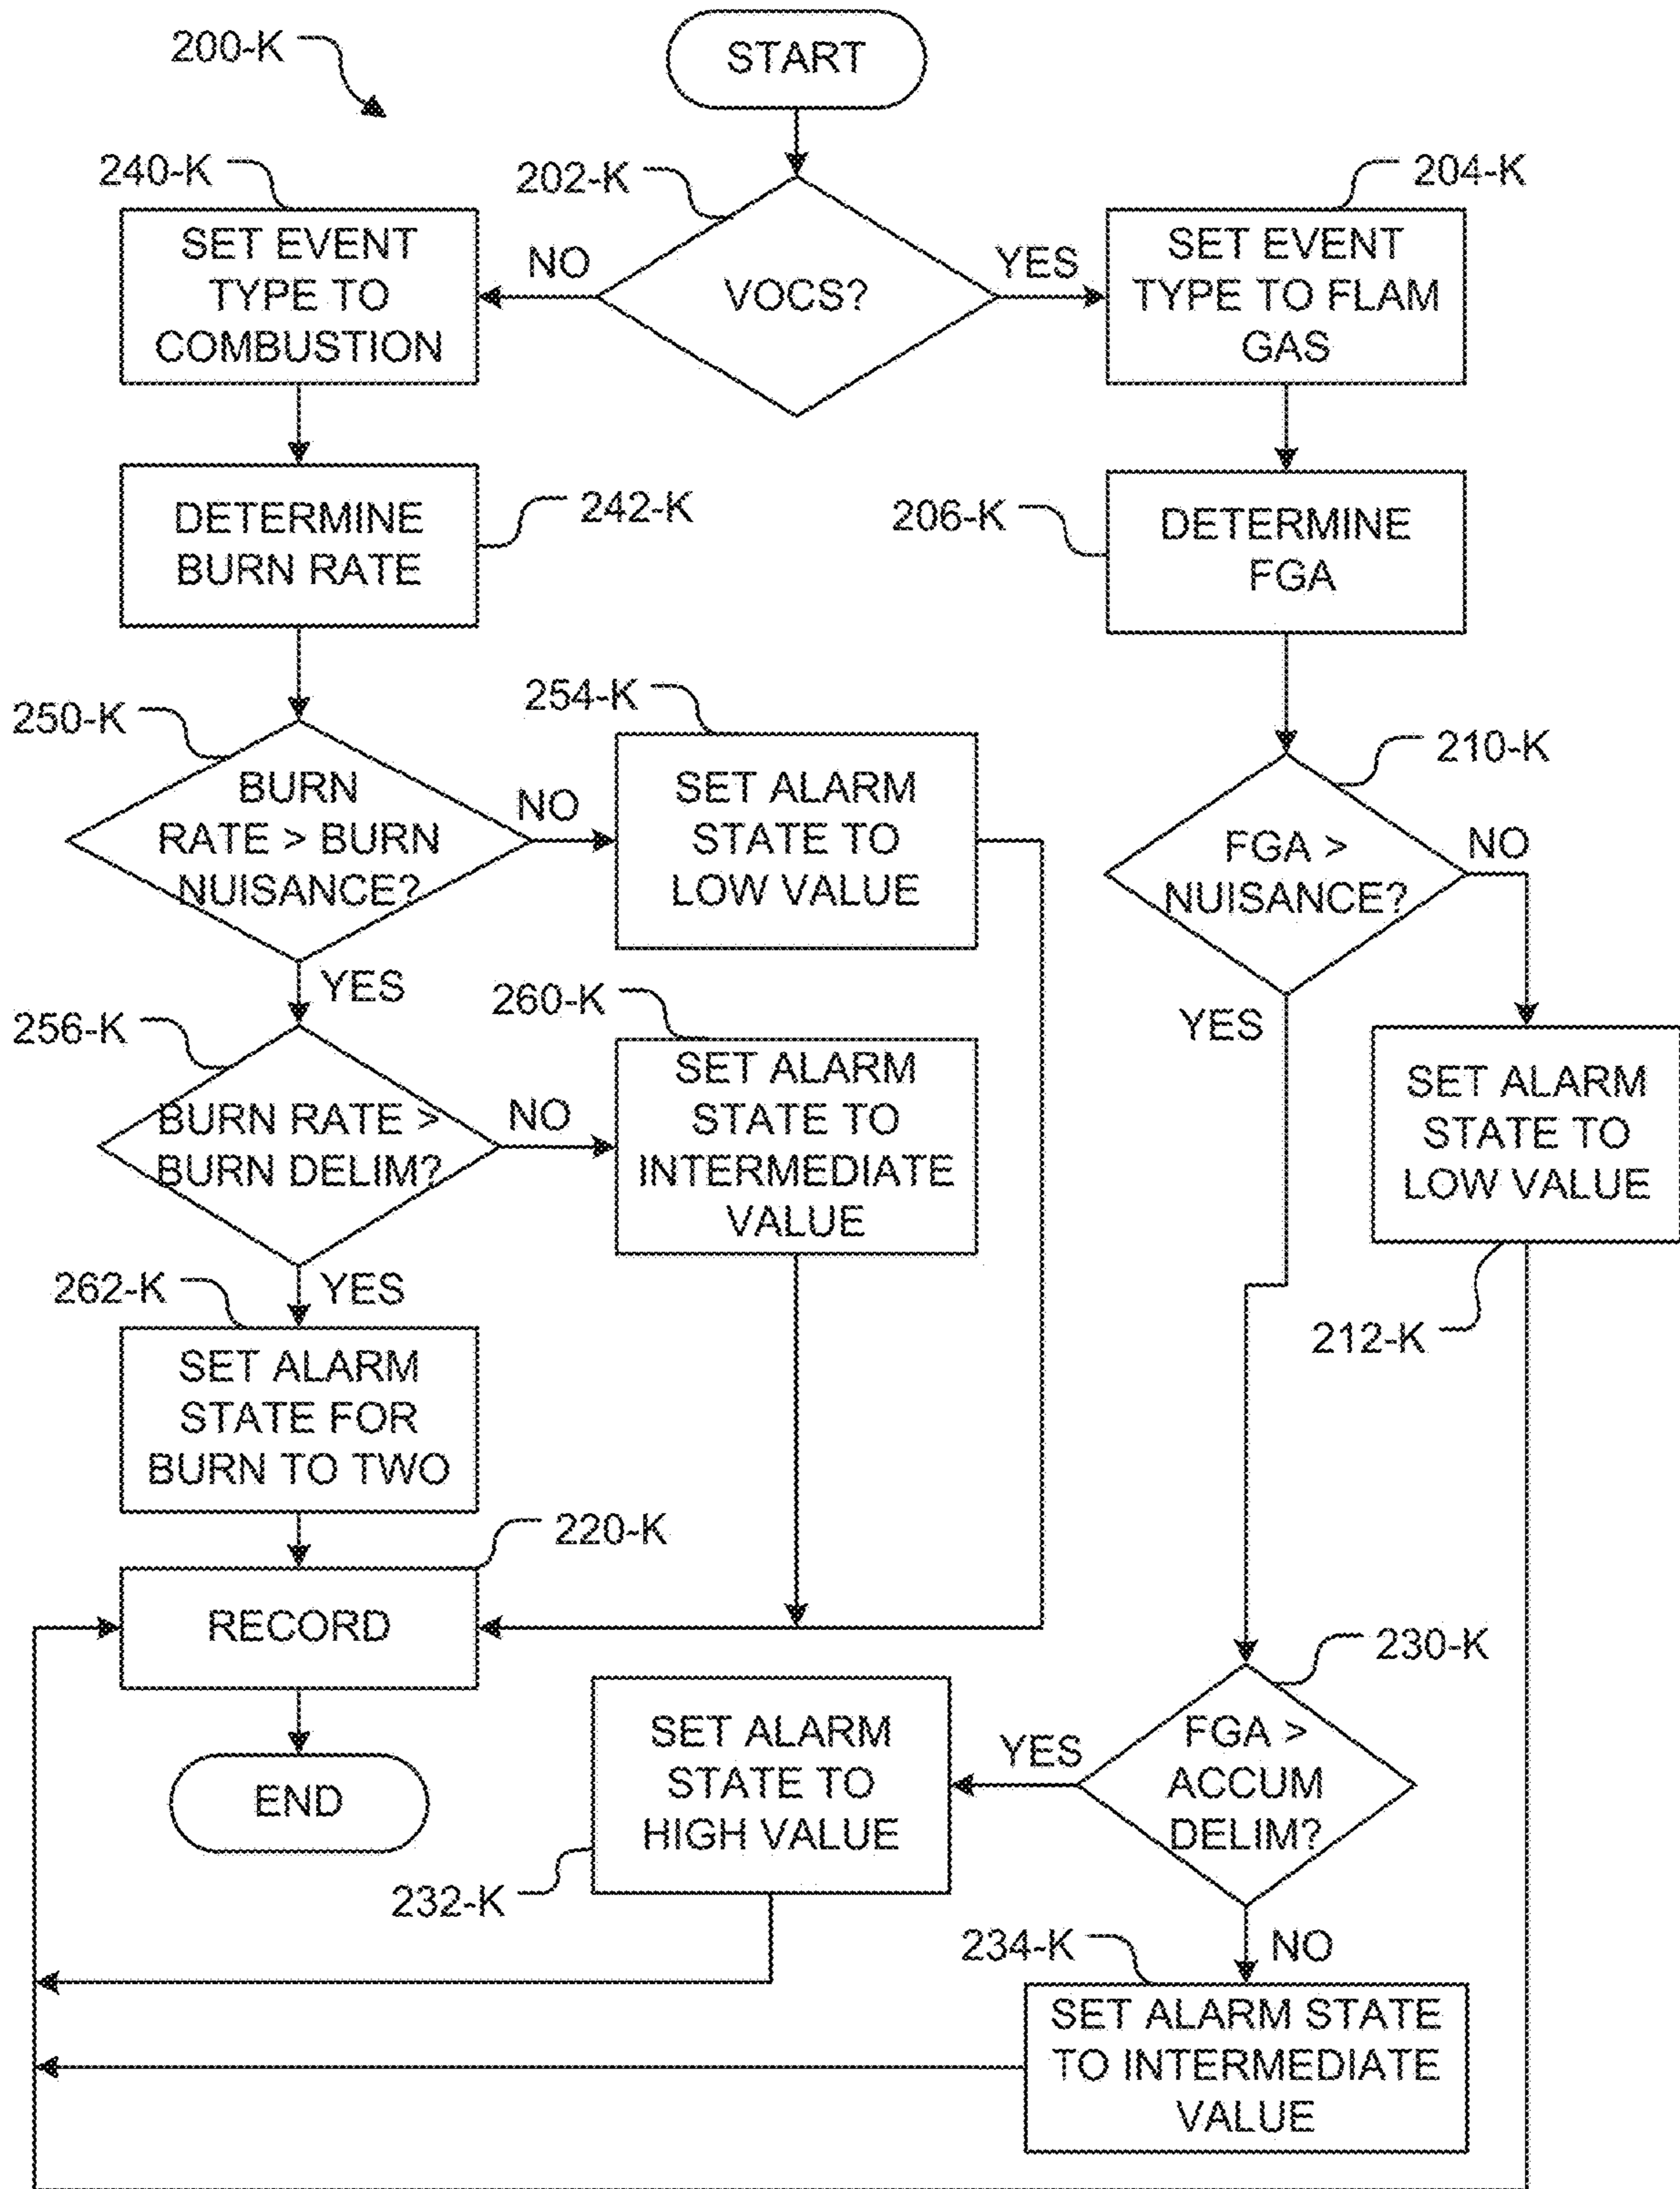 200-K
START
240-K
202-K
204-K
SET EVENT
TYPE TO
COMBUSTION
NO
VOCS?
YES
SET EVENT
TYPE TO FLAM
GAS
DETERMINE
BURN RATE
242-K
206-K
DETERMINE
FGA
250-K
254-K
210-K
BURN
RATE > BURN
NUISANCE?
NO
SET ALARM
STATE TO
LOW VALUE
FGA >
NUISANCE?
NO
YES
YES
256-K
260-K
BURN RATE >
BURN DELIM?
NO
SET ALARM
STATE TO
INTERMEDIATE
VALUE
SET ALARM
STATE TO
LOW VALUE
212-K
262-K
YES
SET ALARM
STATE FOR
BURN TO TWO
220-K
RECORD
END
230-K
FGA >
ACCUM
DELIM?
YES
SET ALARM
STATE TO
HIGH VALUE
232-K
234-K
NO
SET ALARM STATE
TO INTERMEDIATE
VALUE